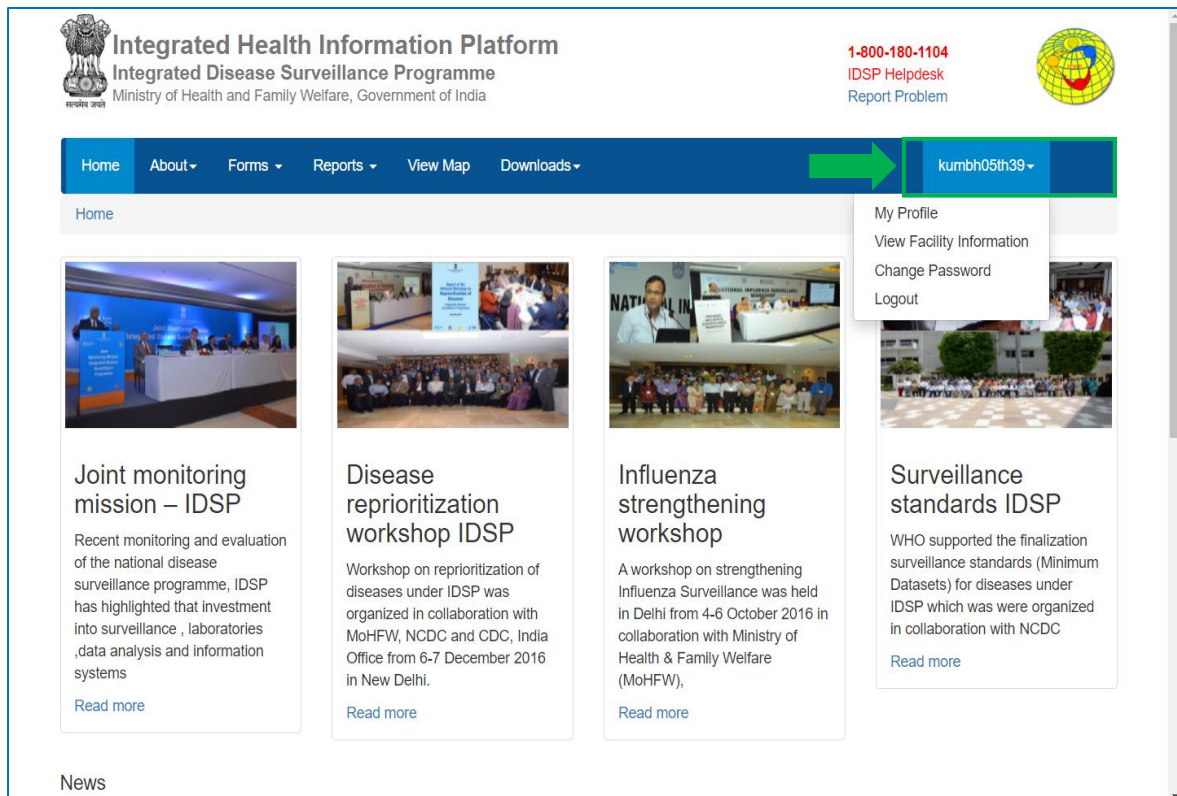 Integrated Health Information Platform
Integrated Disease Surveillance Programme
Ministry of Health and Family Welfare, Government of India
सत्यमेव जयते
1-800-180-1104
IDSP Helpdesk
Report Problem
Home About Forms Reports View Map Downloads kumbh05th39
Home
My Profile
View Facility Information
Change Password
Logout
Joint monitoring
mission – IDSP
Recent monitoring and evaluation
of the national disease
surveillance programme, IDSP
has highlighted that investment
into surveillance , laboratories
,data analysis and information
systems
Read more
Disease
reprioritization
workshop IDSP
Workshop on reprioritization of
diseases under IDSP was
organized in collaboration with
MoHFW, NCDC and CDC, India
Office from 6-7 December 2016
in New Delhi.
Read more
NATIONAL INFLUENZA SURVEILLANCE
WORKSHOP
Influenza
strengthening
workshop
A workshop on strengthening
Influenza Surveillance was held
in Delhi from 4-6 October 2016 in
collaboration with Ministry of
Health & Family Welfare
(MoHFW),
Read more
Surveillance
standards IDSP
WHO supported the finalization
surveillance standards (Minimum
Datasets) for diseases under
IDSP which was were organized
in collaboration with NCDC
Read more
News